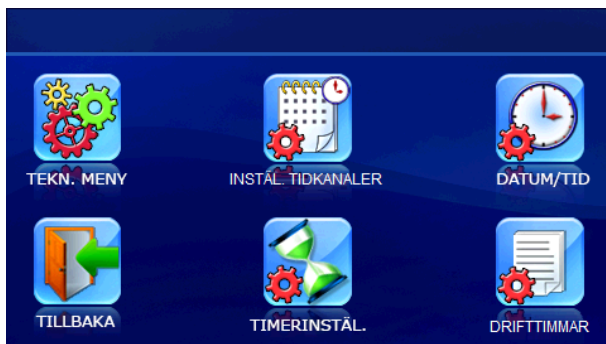 TEKN. MENY
INSTÄL. TIDKANALER
DATUM/TID
TILLBAKA
TIMERINSTÄL.
DRIFTTIMMAR